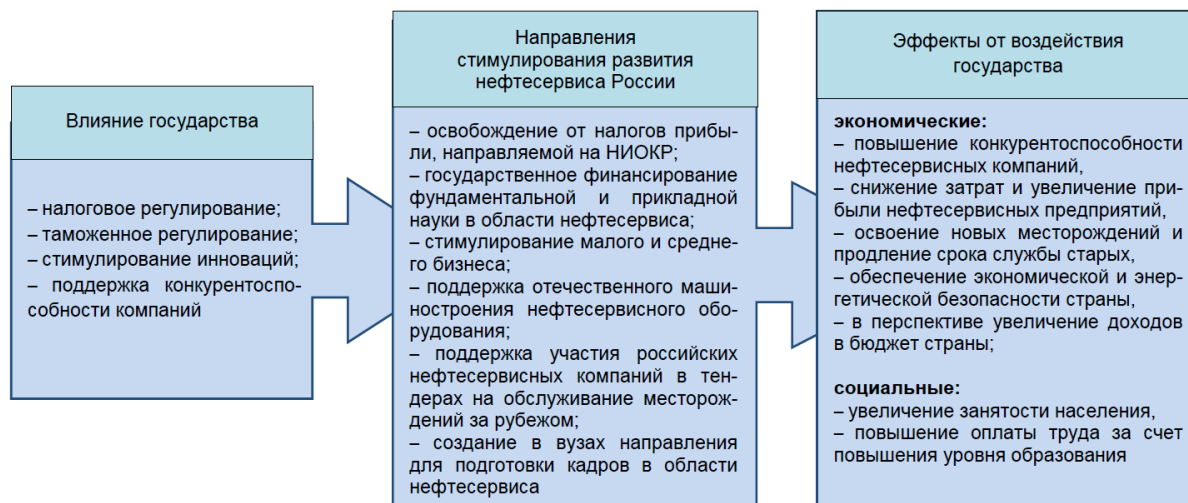 Влияние государства
– налоговое регулирование;
– таможенное регулирование;
– стимулирование инноваций;
– поддержка конкурентоспо-
собности компаний
Направления
стимулирования развития
нефтесервиса России
– освобождение от налогов прибы-
ли, направляемой на НИОКР;
– государственное финансирование
фундаментальной и прикладной
науки в области нефтесервиса;
– стимулирование малого и средне-
го бизнеса;
– поддержка отечественного маши-
ностроения нефтесервисного обо-
рудования;
– поддержка участия российских
нефтесервисных компаний в тен-
дерах на обслуживание месторож-
дений за рубежом;
– создание в вузах направления
для подготовки кадров в области
нефтесервиса
Эффекты от воздействия
государства
экономические:
– повышение конкурентоспособности
нефтесервисных компаний,
– снижение затрат и увеличение при-
были нефтесервисных предприятий,
– освоение новых месторождений и
продление срока службы старых,
– обеспечение экономической и энер-
гетической безопасности страны,
– в перспективе увеличение доходов
в бюджет страны;
социальные:
– увеличение занятости населения,
– повышение оплаты труда за счет
повышения уровня образования